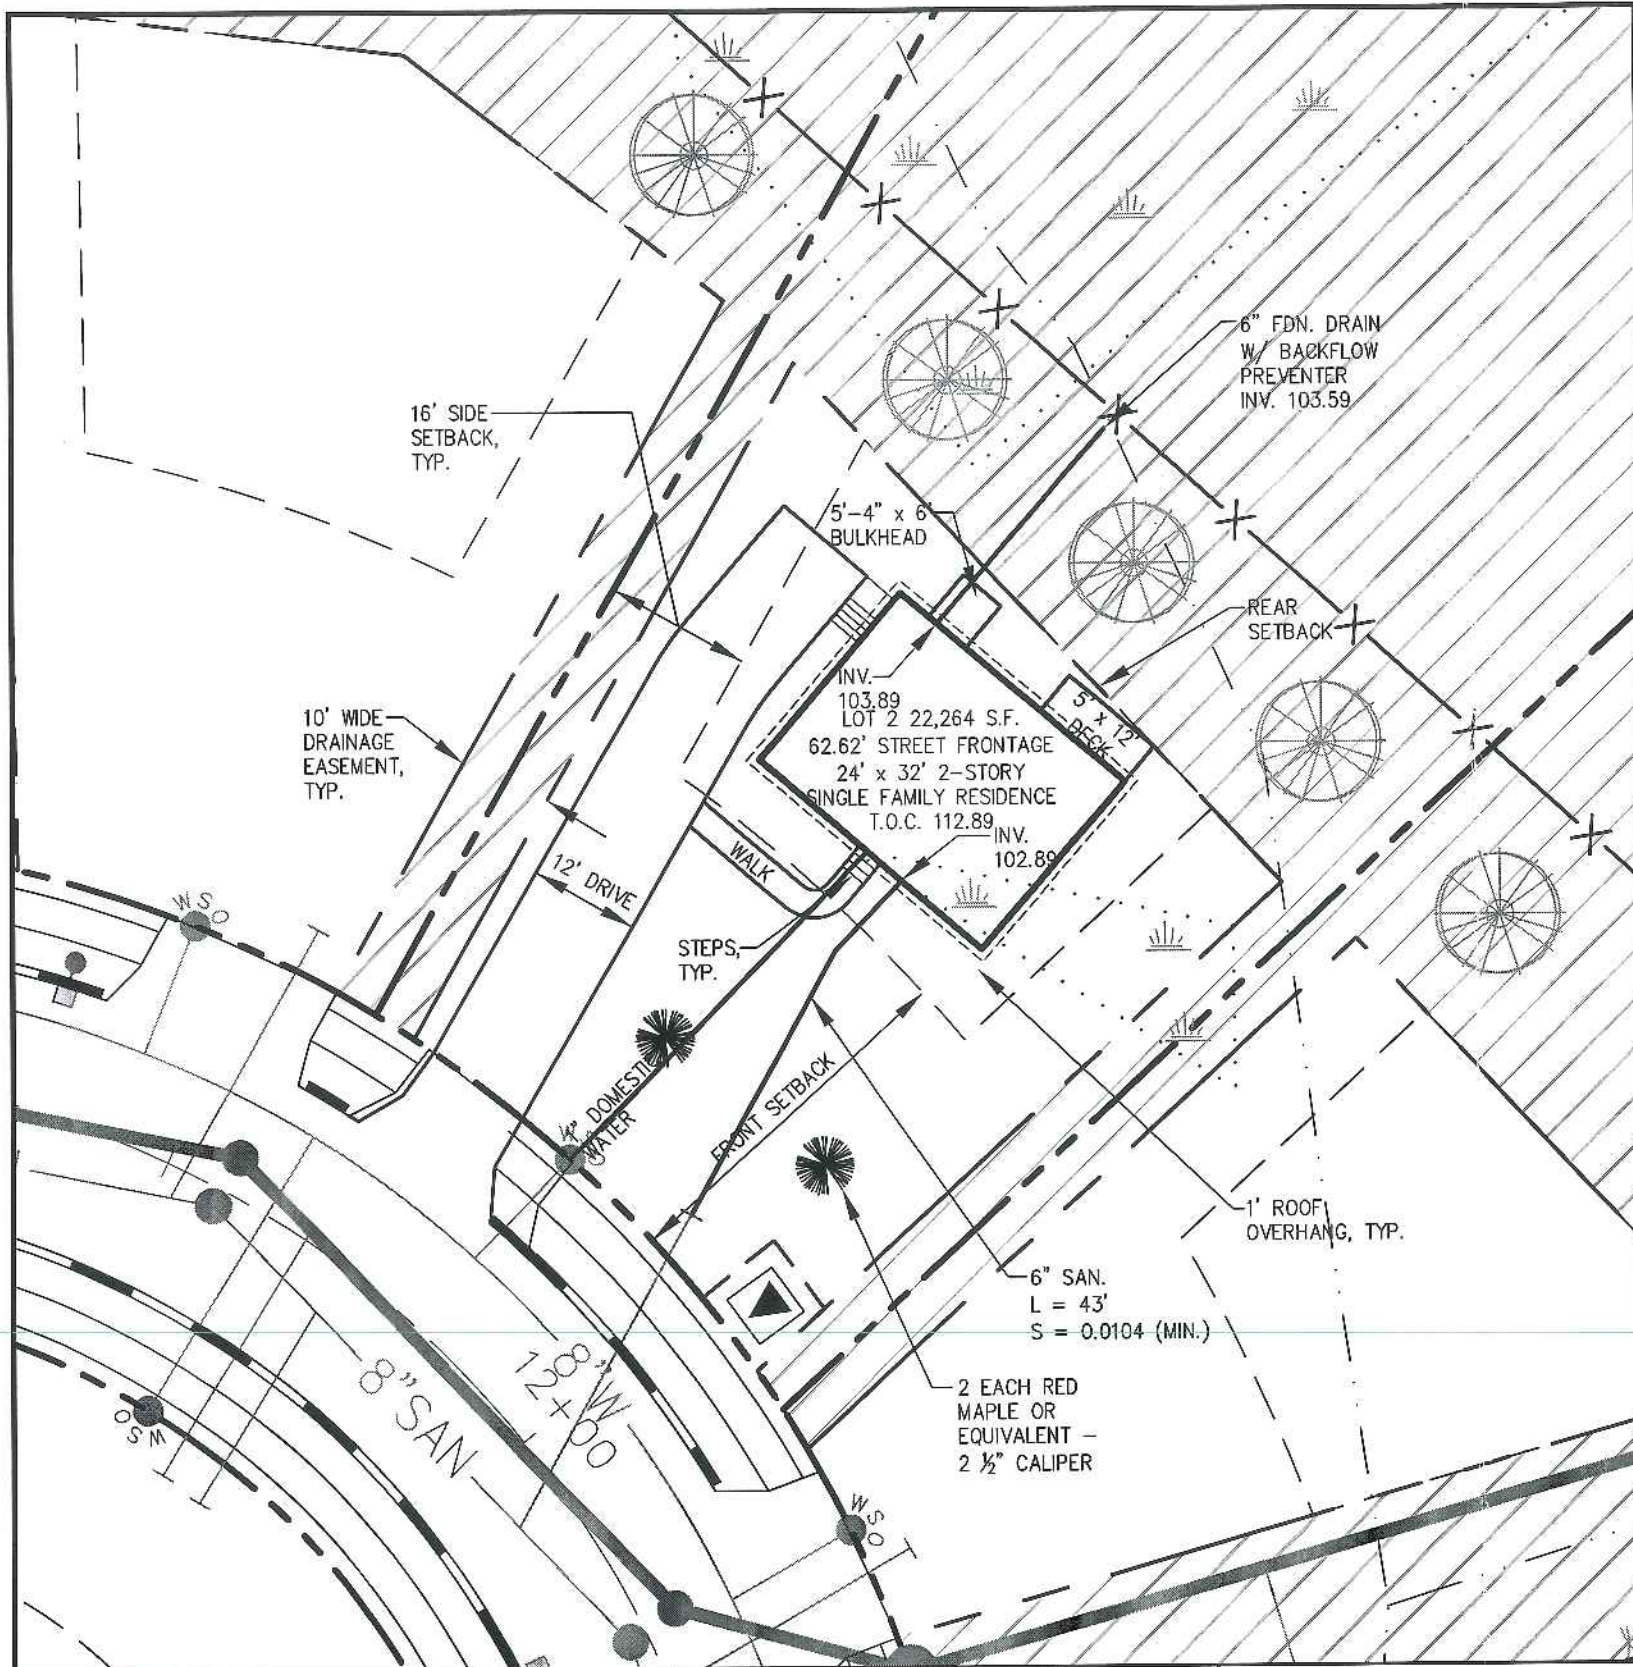 6" FDN. DRAIN
W/ BACKFLOW
PREVENTER
INV. 103.59
16' SIDE
SETBACK,
TYP.
5'-4" x 6'
BULKHEAD
REAR
SETBACK
INV.
103.89
5' x 12'
DECK
LOT 2 22,264 S.F.
62.62' STREET FRONTAGE
24' x 32' 2-STORY
SINGLE FAMILY RESIDENCE
T.O.C. 112.89
INV.
102.89
10' WIDE
DRAINAGE
EASEMENT,
TYP.
WALK
12' DRIVE
WSO
STEPS,
TYP.
DOMESTIC
WATER
FRONT SETBACK
1' ROOF
OVERHANG, TYP.
6" SAN.
L = 43'
S = 0.0104 (MIN.)
2 EACH RED
MAPLE OR
EQUIVALENT -
2 ½" CALIPER
8"SAN
12+00
WSO
WSO